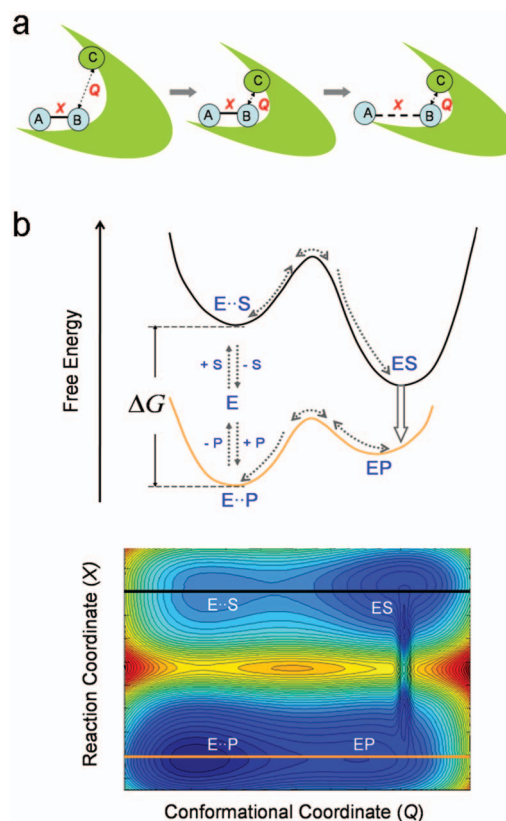 a
C
Q
X
A
B
C
X
Q
A
B
C
X
Q
A
B
b
Free Energy
E··S
ES
+ S
- S
ΔG
E
- P
+ P
EP
E··P
Reaction Coordinate (X)
E··S
ES
E··P
EP
Conformational Coordinate (Q)